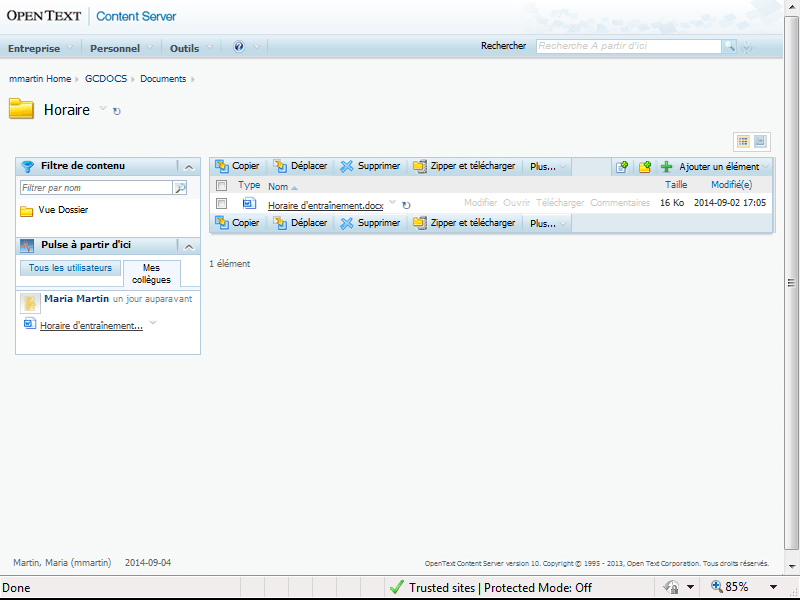 OPEN TEXT | Content Server
Entreprise Personnel Outils Rechercher Recherche A partir d'ici
mmartin Home GCDOCS Documents
Horaire
Filtre de contenu
Filtrer par nom
Vue Dossier
Pulse à partir d'ici
Tous les utilisateurs Mes collègues
Maria Martin un jour auparavant
Horaire d'entraînement...
Copier Déplacer Supprimer Zipper et télécharger Plus... Ajouter un élément
Type Nom Taille Modifié(e)
Horaire d'entraînement.docx Modifier Ouvrir Télécharger Commentaires 16 Ko 2014-09-02 17:05
Copier Déplacer Supprimer Zipper et télécharger Plus...
1 élément
Martin, Maria (mmartin) 2014-09-04 OpenText Content Server version 10. Copyright © 1995 - 2013, Open Text Corporation. Tous droits réservés.
Done Trusted sites | Protected Mode: Off 85%